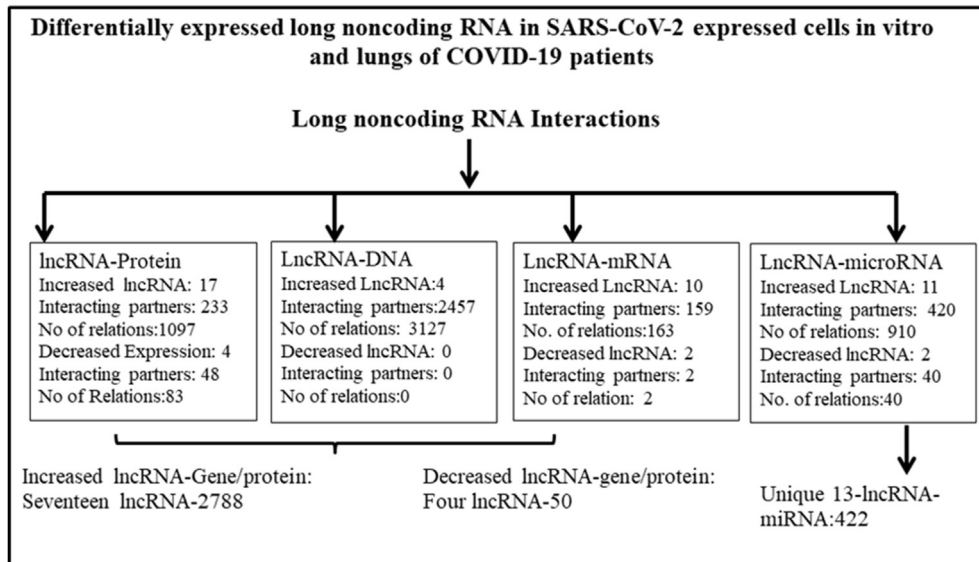 Differentially expressed long noncoding RNA in SARS-CoV-2 expressed cells in vitro
and lungs of COVID-19 patients
Long noncoding RNA Interactions
lncRNA-Protein
Increased lncRNA: 17
Interacting partners: 233
No of relations:1097
Decreased Expression: 4
Interacting partners: 48
No of Relations:83
LncRNA-DNA
Increased LncRNA:4
Interacting partners:2457
No of relations: 3127
Decreased lncRNA: 0
Interacting partners:0
No of relations:0
LncRNA-mRNA
Increased LncRNA: 10
Interacting partners: 159
No. of relations:163
Decreased lncRNA: 2
Interacting partners: 2
No of relation: 2
LncRNA-microRNA
Increased LncRNA: 11
Interacting partners: 420
No of relations: 910
Decreased lncRNA: 2
Interacting partners: 40
No. of relations:40
Increased lncRNA-Gene/protein:
Seventeen lncRNA-2788
Decreased lncRNA-gene/protein:
Four lncRNA-50
Unique 13-lncRNA-
miRNA:422